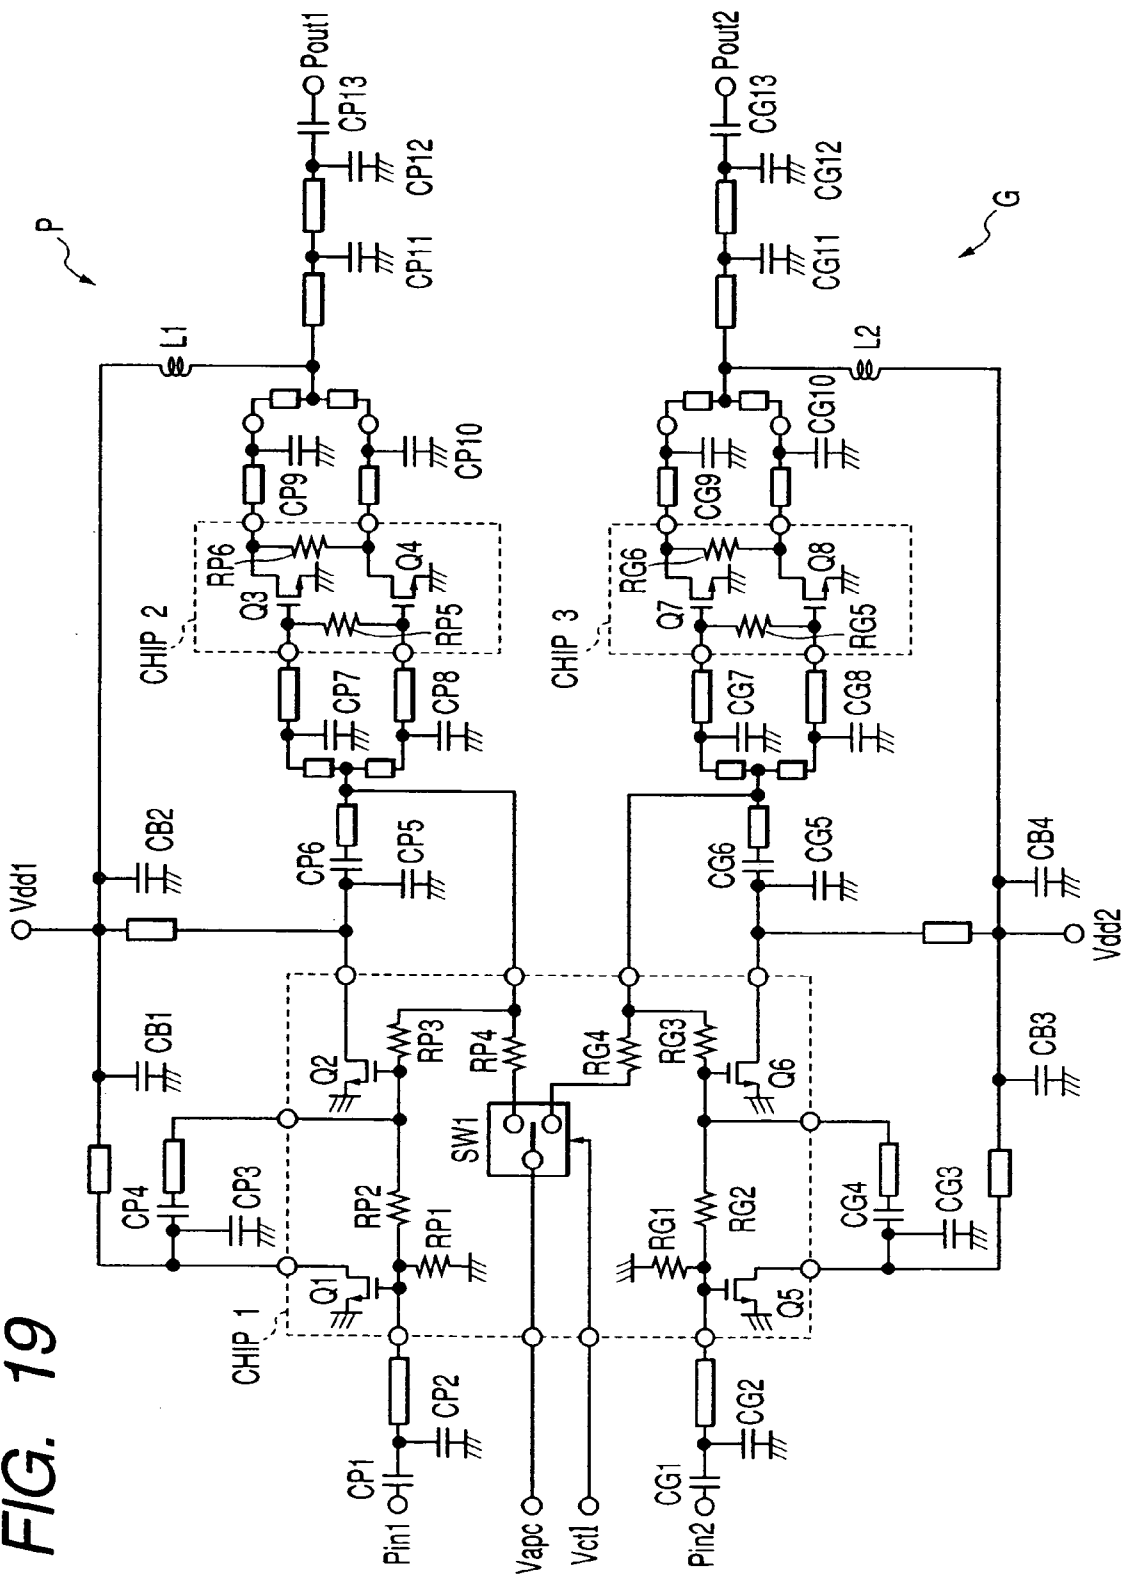 FIG. 19
P
Pout1
CP13
CP12
CP11
L1
CP10
CP9
RP6
Q3
Q4
RP5
CHIP 2
CP7
CP8
CP6
CP5
Vdd1
CB2
CB1
CP4
CP3
CHIP 1
Q1
Q2
RP1
RP2
RP3
RP4
CP1
CP2
Pin1
Vapc
Vctl
SW1
RG4
RG3
RG2
RG1
Q5
Q6
CG1
CG2
Pin2
CG4
CG3
CB3
Vdd2
CB4
CG6
CG5
CHIP 3
CG7
CG8
Q7
Q8
RG5
RG6
CG9
CG10
L2
CG11
CG12
CG13
Pout2
G